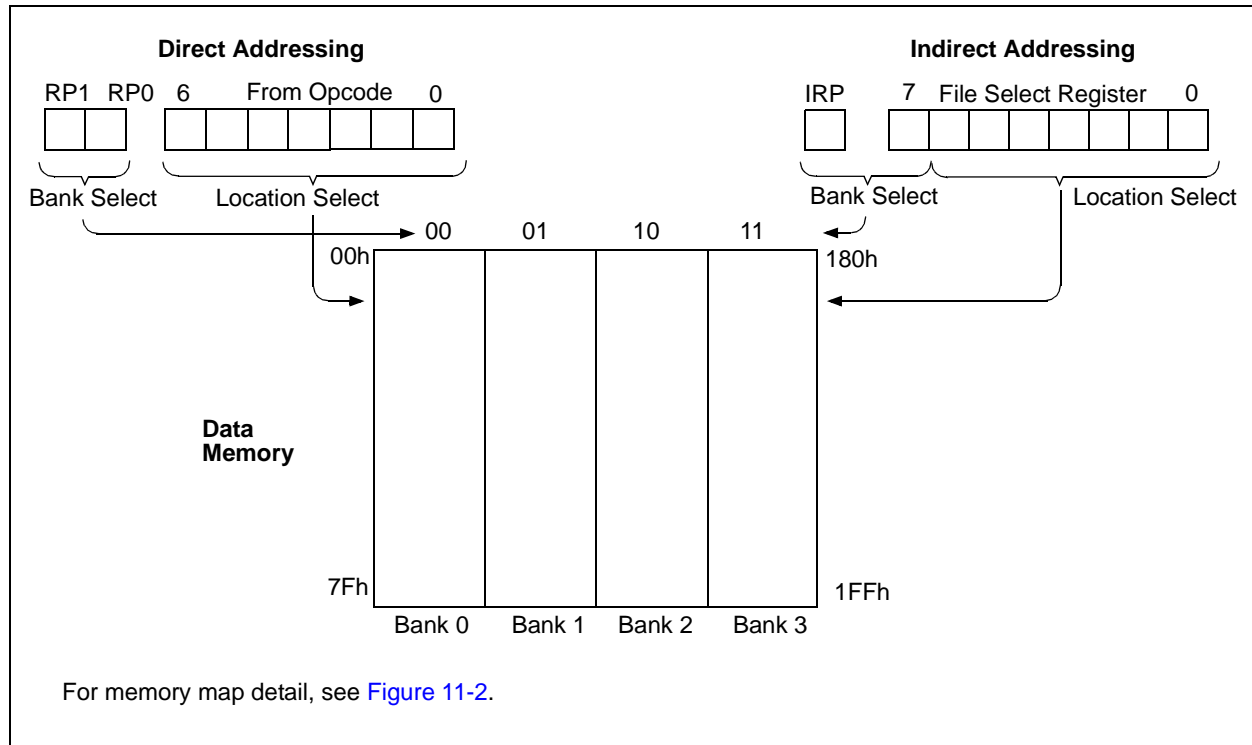 Direct Addressing
Indirect Addressing
RP1 RP0 6 From Opcode 0
IRP 7 File Select Register 0
Bank Select Location Select
Bank Select Location Select
00 01 10 11
00h
180h
Data
Memory
7Fh
1FFh
Bank 0 Bank 1 Bank 2 Bank 3
For memory map detail, see Figure 11-2.